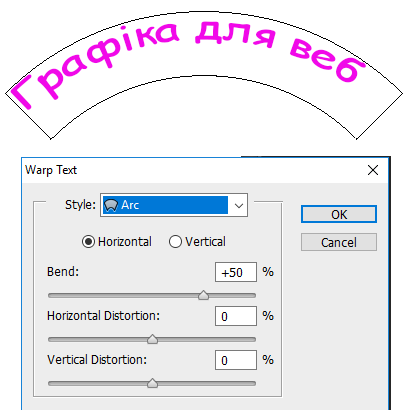 Графіка для веб
Warp Text
Style: Arc
Horizontal Vertical
Bend: +50 %
Horizontal Distortion: 0 %
Vertical Distortion: 0 %
OK
Cancel